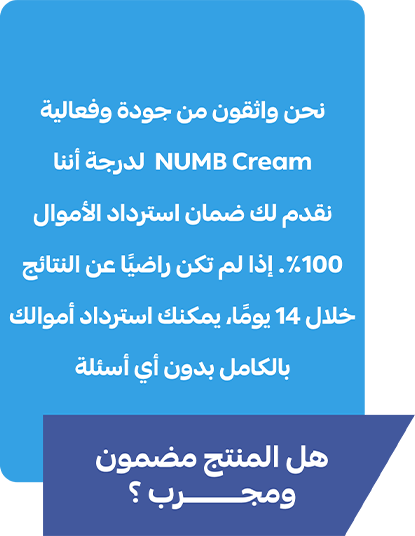 نحن واثقون من جودة وفعالية
NUMB Cream لدرجة أننا
نقدم لك ضمان استرداد الأموال
100٪. إذا لم تكن راضيًا عن النتائج
خلال 14 يومًا، يمكنك استرداد أموالك
بالكامل بدون أي أسئلة
هل المنتج مضمون
ومجـــــــرب ؟